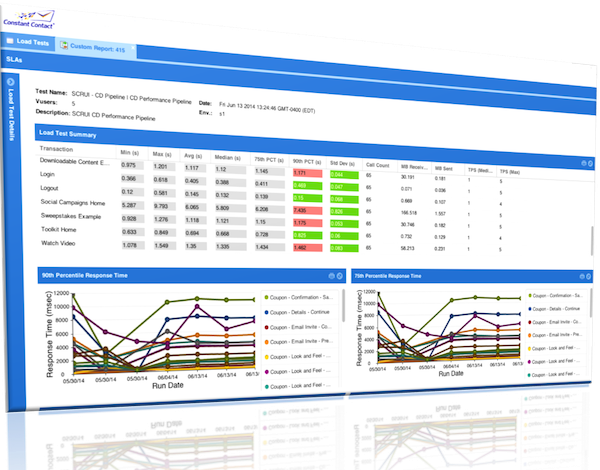 Constant Contact
Load Tests
Custom Report: 415
SLAs
Load Test Details
Test Name: SCRUI - CD Pipeline | CD Performance Pipeline Date: Fri Jun 13 2014 13:24:46 GMT-0400 (EDT)
Vusers: 5 Env.: s1
Description: SCRUI CD Performance Pipeline
Load Test Summary
Transaction Min (s) Max (s) Avg (s) Median (s) 75th PCT (s) 90th PCT (s) Std Dev (s) Call Count MB Receiv... MB Sent TPS (Medi... TPS (Max)
Downloadable Content E... 0.975 1.201 1.117 1.12 1.145 1.171 0.044 65 30.191 0.181 1 5
Login 0.366 0.618 0.405 0.388 0.411 0.493 0.047 65 0.071 0.036 1 5
Logout 0.12 0.581 0.145 0.132 0.139 0.15 65 0.669 0.107 1 4
Social Campaigns Home 5.287 9.793 6.065 5.809 6.208 7.435 0.826 65 166.518 1.557 1 5
Sweepstakes Example 0.928 1.276 1.118 1.121 1.15 1.175 0.053 65 30.746 0.182 1 5
Toolkit Home 0.633 0.849 0.694 0.668 0.728 0.825 65 0.732 0.129 1 4
Watch Video 1.078 1.549 1.35 1.335 1.434 1.462 65 58.213 0.231 1 5
90th Percentile Response Time
Response Time (msec)
12000
10000
8000
6000
4000
2000
0
05/30/14 05/30/14 05/30/14 06/04/14 06/13/14 06/13/14 06/13/14
Run Date
Coupon - Confirmation - Sa...
Coupon - Details - Continue
Coupon - Email Invite - Co...
Coupon - Email Invite - Pre...
Coupon - Look and Feel - ...
Coupon - Look and Feel - ...
Coupon - Look and Feel - ...
75th Percentile Response Time
Response Time (msec)
12000
10000
8000
6000
4000
2000
0
05/30/14 05/30/14 05/30/14 06/04/14 06/13/14 06/13/14
Run Date
Coupon - Confirmation - Sa...
Coupon - Details - Continue
Coupon - Email Invite - Co...
Coupon - Email Invite - Pre...
Coupon - Look and Feel - ...
Coupon - Look and Feel - ...
Coupon - Look and Feel - ...